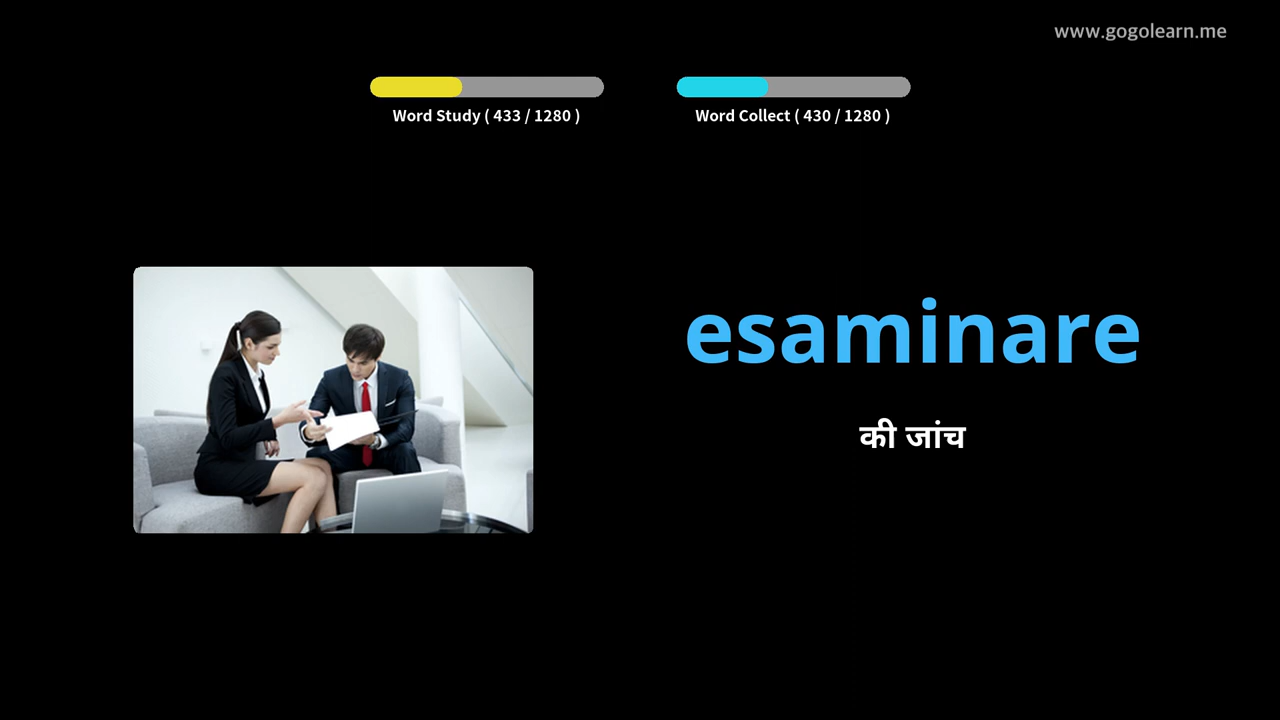 www.gogolearn.me
Word Study ( 433 / 1280 )
Word Collect ( 430 / 1280 )
esaminare
की जांच